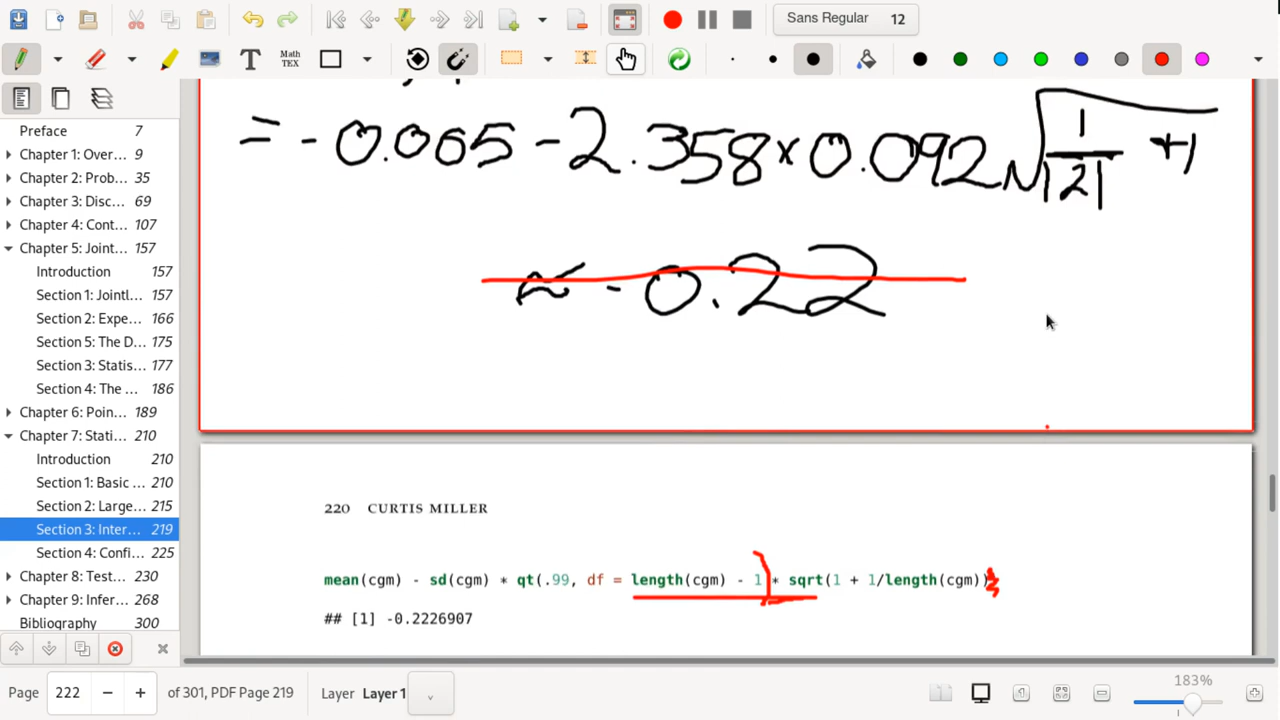 Sans Regular 12
T Math TEX
Preface 7
Chapter 1: Over... 9
Chapter 2: Prob... 35
Chapter 3: Disc... 69
Chapter 4: Cont... 107
Chapter 5: Joint... 157
Introduction 157
Section 1: Jointl... 157
Section 2: Expe... 166
Section 5: The D... 175
Section 3: Statis... 177
Section 4: The ... 186
Chapter 6: Poin... 189
Chapter 7: Stati... 210
Introduction 210
Section 1: Basic ... 210
Section 2: Large... 215
Section 3: Inter... 219
Section 4: Confi... 225
Chapter 8: Test... 230
Chapter 9: Infer... 268
Bibliography 300
= - 0.065 - 2.358 × 0.092 √ 1/121 + 1
≈ - 0.22
220 CURTIS MILLER
mean(cgm) - sd(cgm) * qt(.99, df = length(cgm) - 1) * sqrt(1 + 1/length(cgm))
## [1] -0.2226907
Page 222 − + of 301, PDF Page 219 Layer Layer 1 183%